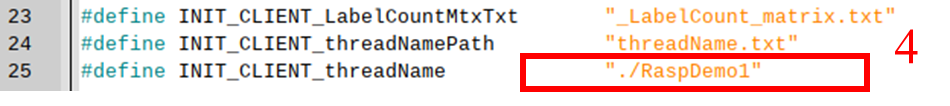 23 #define INIT_CLIENT_LabelCountMtxTxt "_LabelCount_matrix.txt"
24 #define INIT_CLIENT_threadNamePath "threadName.txt"
25 #define INIT_CLIENT_threadName "./RaspDemo1"
4